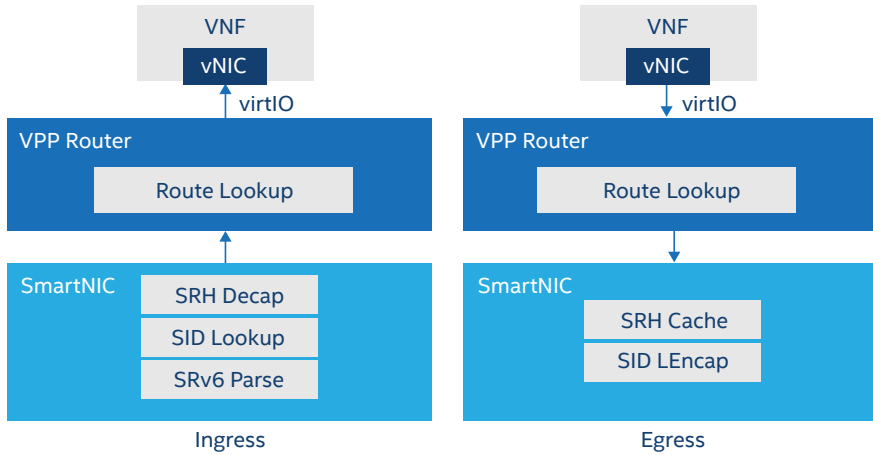 VNF
vNIC
virtIO
VPP Router
Route Lookup
SmartNIC
SRH Decap
SID Lookup
SRv6 Parse
Ingress
VNF
vNIC
virtIO
VPP Router
Route Lookup
SmartNIC
SRH Cache
SID LEncap
Egress